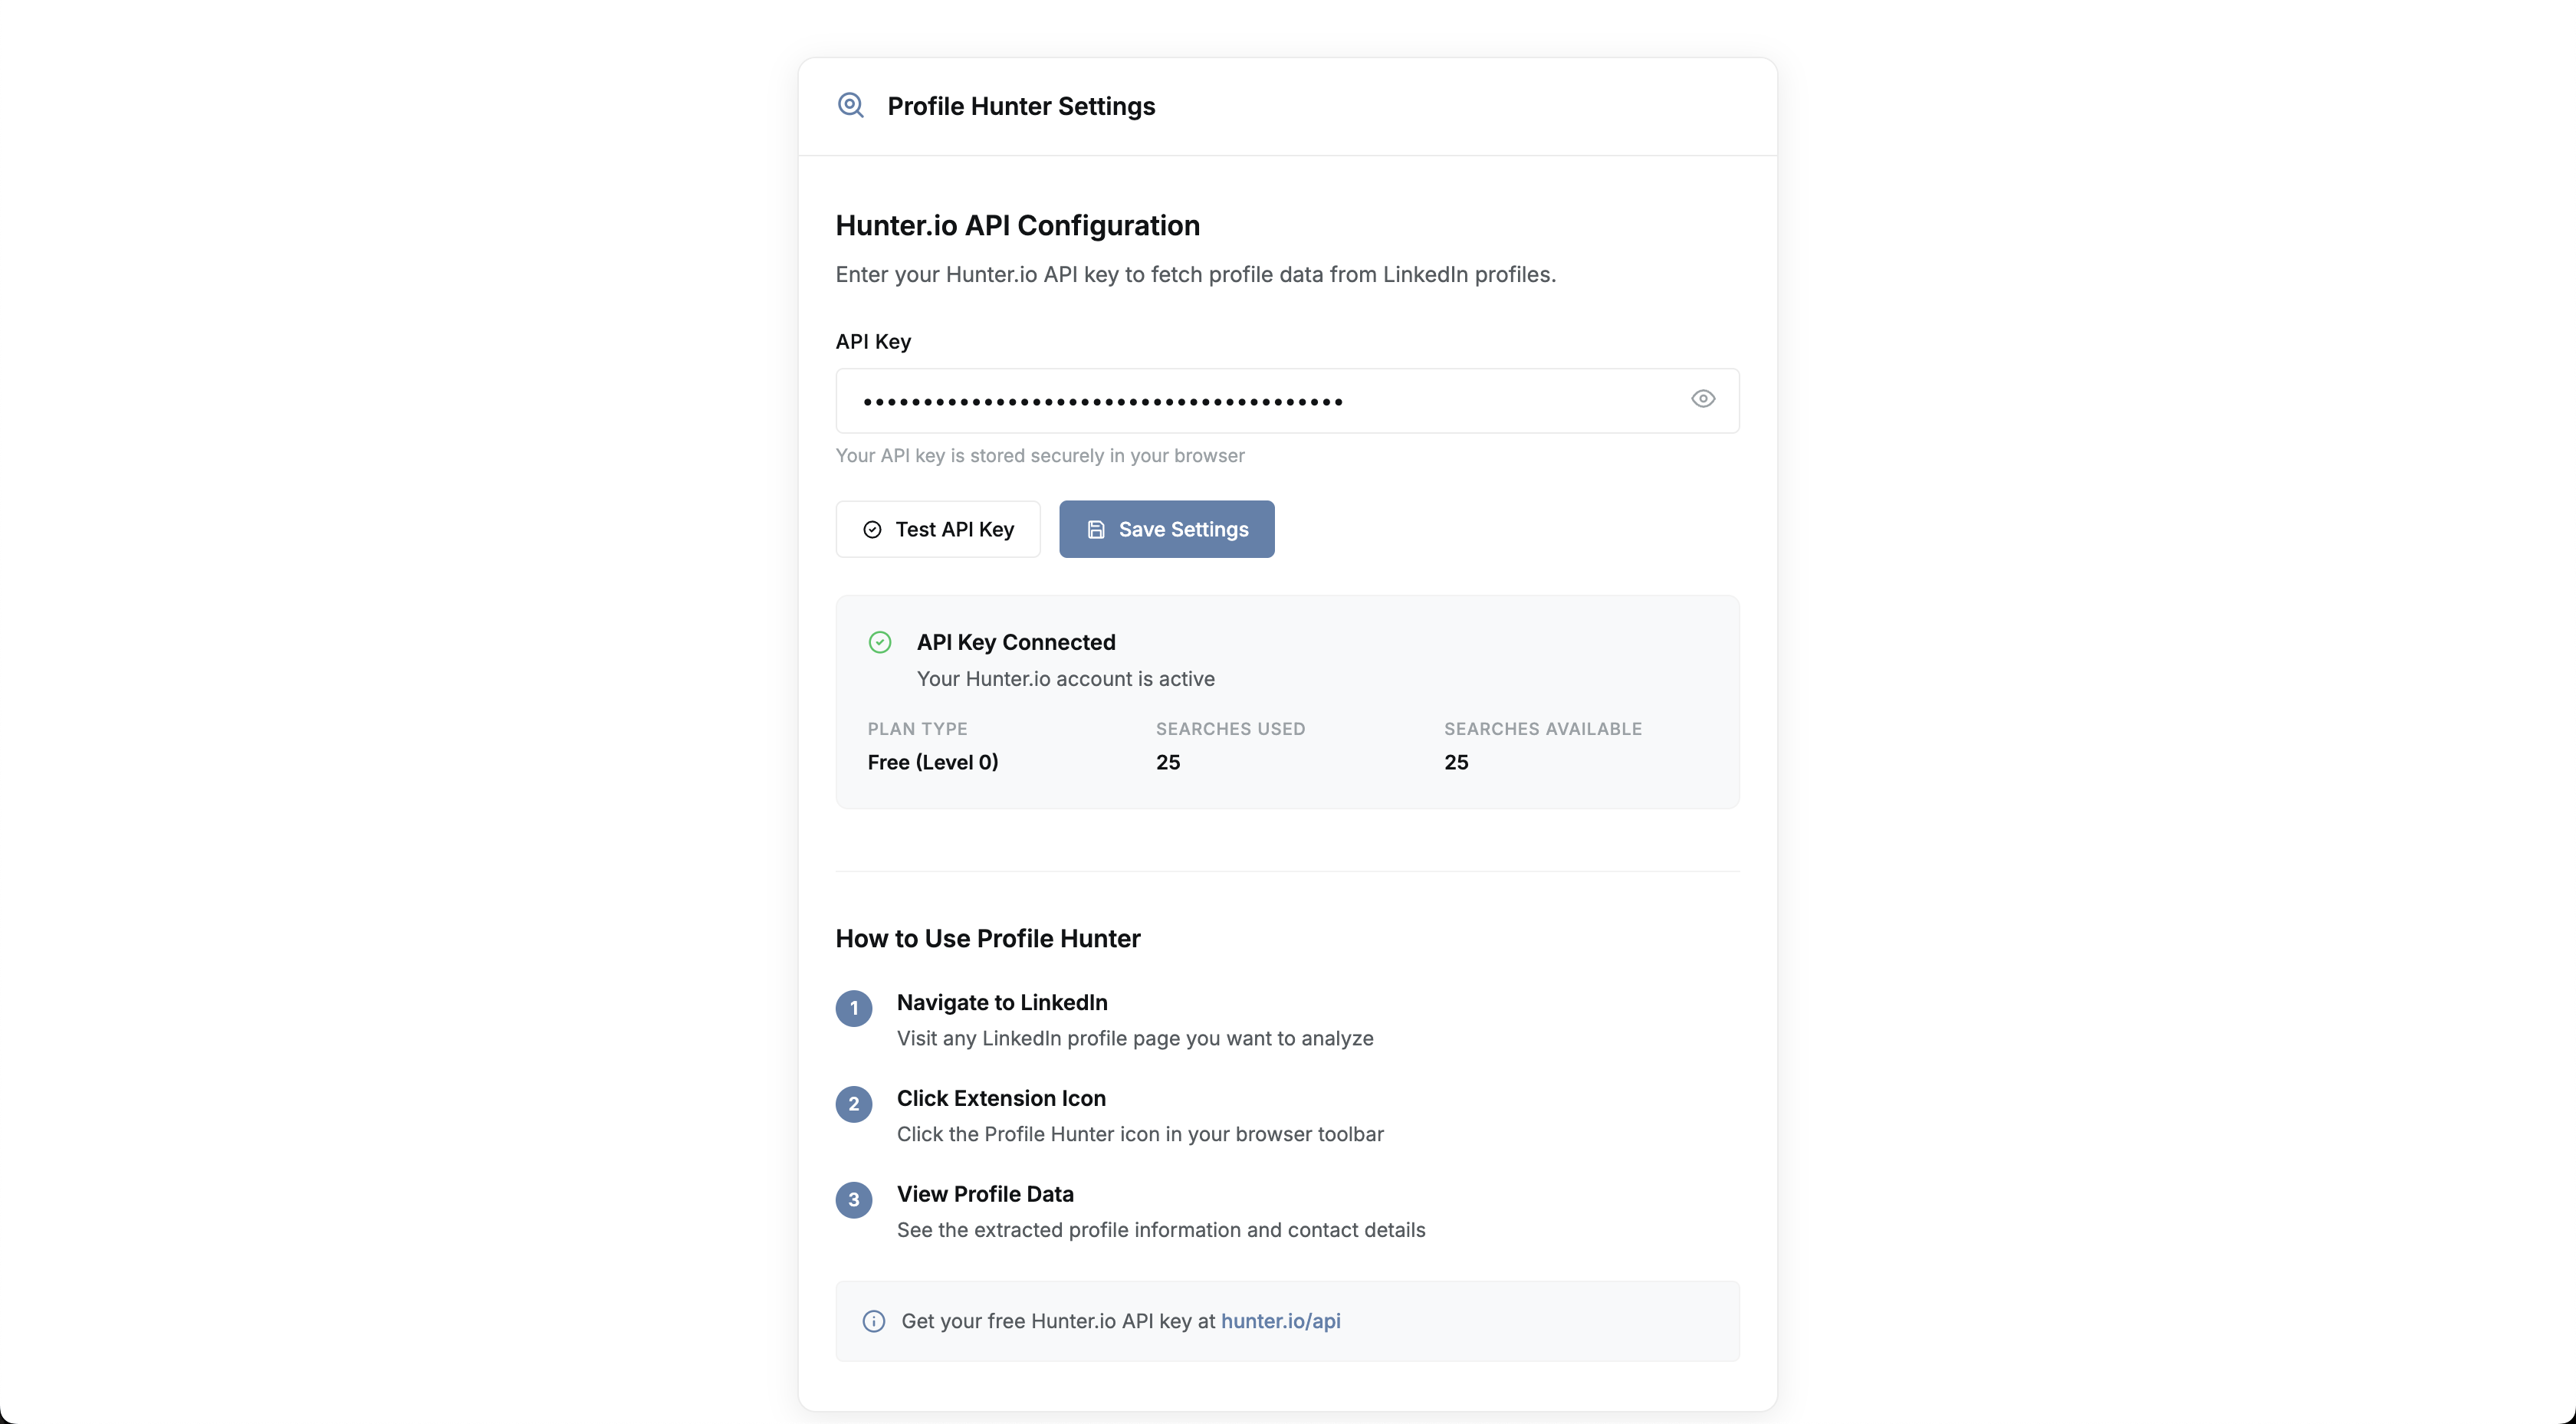 Profile Hunter Settings
Hunter.io API Configuration
Enter your Hunter.io API key to fetch profile data from LinkedIn profiles.
API Key
••••••••••••••••••••••••••••••••••••••••
Your API key is stored securely in your browser
Test API Key
Save Settings
API Key Connected
Your Hunter.io account is active
PLAN TYPE
Free (Level 0)
SEARCHES USED
25
SEARCHES AVAILABLE
25
How to Use Profile Hunter
1
Navigate to LinkedIn
Visit any LinkedIn profile page you want to analyze
2
Click Extension Icon
Click the Profile Hunter icon in your browser toolbar
3
View Profile Data
See the extracted profile information and contact details
Get your free Hunter.io API key at hunter.io/api